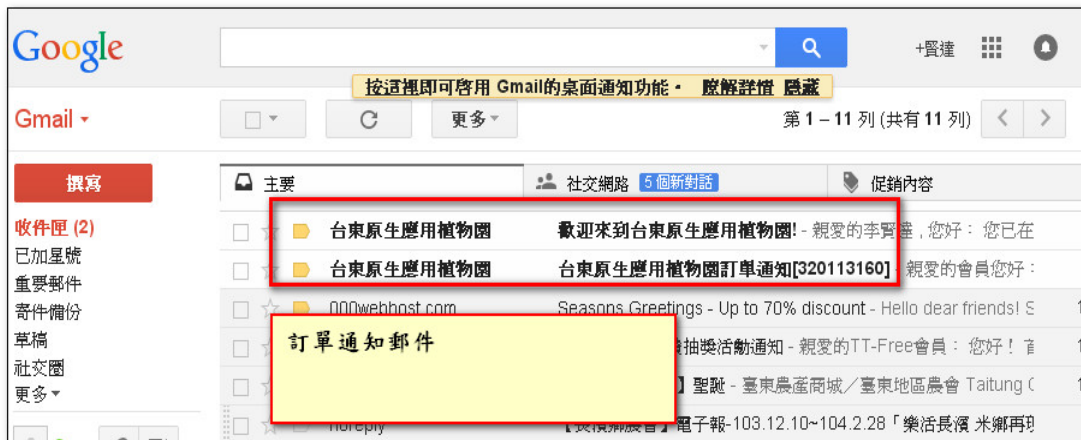 Google
+賢達
按這裡即可啓用 Gmail的桌面通知功能。 瞭解詳情 隱藏
Gmail
更多
第 1 – 11 列 (共有 11 列)
撰寫
主要
社交網路 5 個新對話
促銷內容
收件匣 (2)
台東原生應用植物園 歡迎來到台東原生應用植物園! - 親愛的李賢達 , 您好： 您已在
已加星號
台東原生應用植物園 台東原生應用植物園訂單通知[320113160] - 親愛的會員您好：
重要郵件
寄件備份
000webhost.com Seasons Greetings - Up to 70% discount - Hello dear friends! S
草稿
訂單通知郵件
抽獎活動通知 - 親愛的TT-Free會員： 您好！ 首
社交圈
】聖誕 - 臺東農產商城／臺東地區農會 Taitung (
更多
noreply 【長濱鄉農會】電子報-103.12.10~104.2.28「樂活長濱 米鄉再現